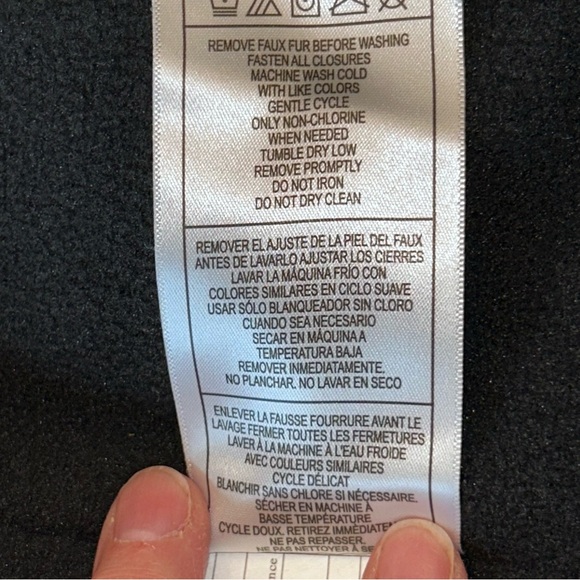 REMOVE FAUX FUR BEFORE WASHING
FASTEN ALL CLOSURES
MACHINE WASH COLD
WITH LIKE COLORS
GENTLE CYCLE
ONLY NON-CHLORINE
WHEN NEEDED
TUMBLE DRY LOW
REMOVE PROMPTLY
DO NOT IRON
DO NOT DRY CLEAN
REMOVER EL AJUSTE DE LA PIEL DEL FAUX
ANTES DE LAVARLO AJUSTAR LOS CIERRES
LAVAR LA MÁQUINA FRÍO CON
COLORES SIMILARES EN CICLO SUAVE
USAR SÓLO BLANQUEADOR SIN CLORO
CUANDO SEA NECESARIO
SECAR EN MÁQUINA A
TEMPERATURA BAJA
REMOVER INMEDIATAMENTE.
NO PLANCHAR. NO LAVAR EN SECO
ENLEVER LA FAUSSE FOURRURE AVANT LE
LAVAGE FERMER TOUTES LES FERMETURES
LAVER À LA MACHINE À L'EAU FROIDE
AVEC COULEURS SIMILAIRES
CYCLE DÉLICAT
BLANCHIR SANS CHLORE SI NÉCESSAIRE.
SÉCHER EN MACHINE À
BASSE TEMPÉRATURE
CYCLE DOUX. RETIREZ IMMÉDIATEMENT
NE PAS REPASSER.
NE PAS NETTOYER À SE
nce